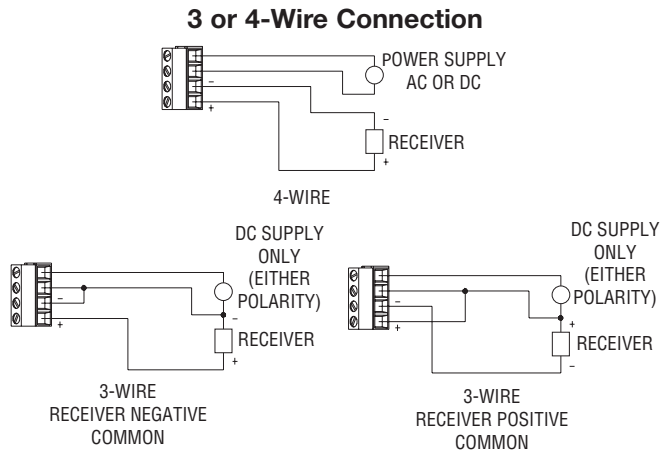 3 or 4-Wire Connection
POWER SUPPLY
AC OR DC
–
+
–
RECEIVER
+
4-WIRE
DC SUPPLY
ONLY
(EITHER
POLARITY)
–
+
–
RECEIVER
+
3-WIRE
RECEIVER NEGATIVE
COMMON
DC SUPPLY
ONLY
(EITHER
POLARITY)
–
+
+
RECEIVER
–
3-WIRE
RECEIVER POSITIVE
COMMON